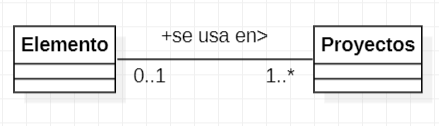 Elemento
+se usa en>
Proyectos
0..1
1..*